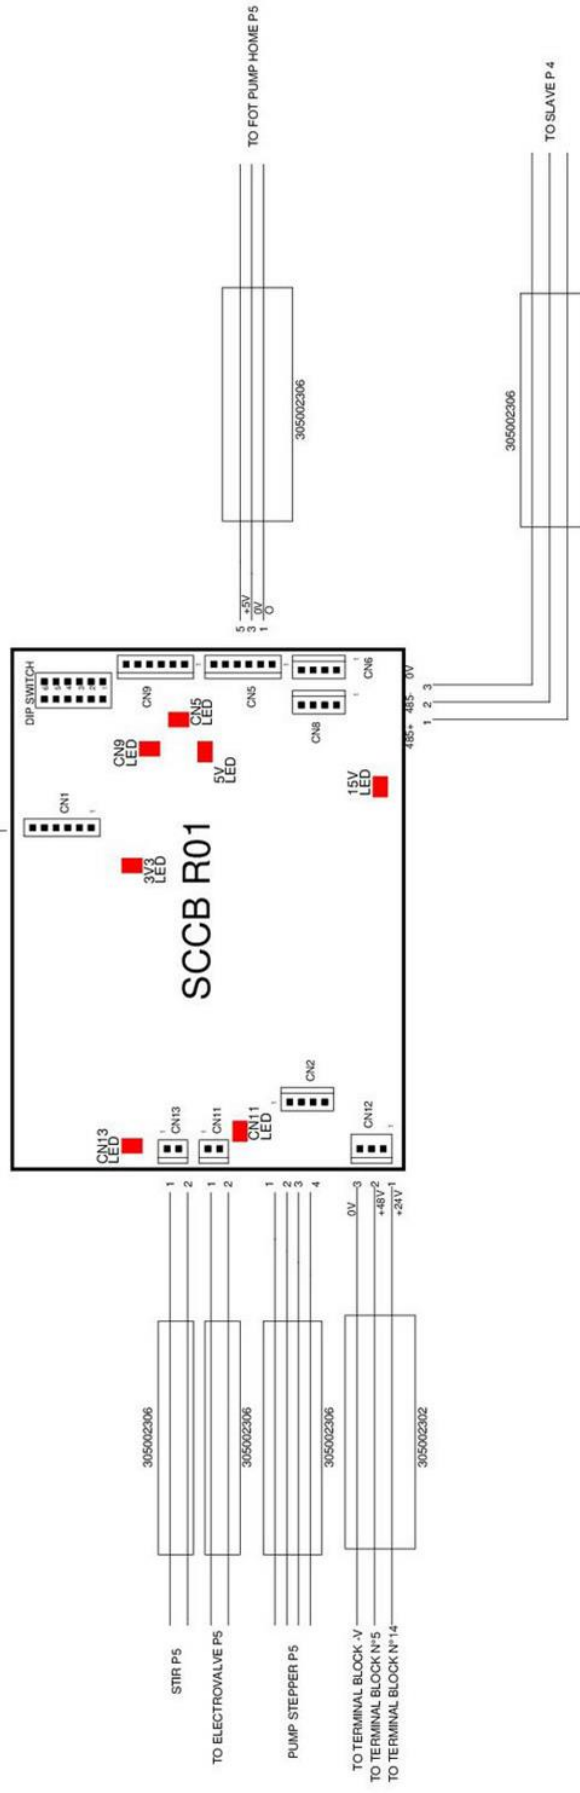 TO FOT PUMP HOME P5
TO SLAVE P 4
305002306
305002306
5 +5V
3 0V
1 O
DIP SWITCH
CN9
CN5
CN6
CN8
CN1
CN9
LED
CN5
LED
5V
LED
15V
LED
3V3
LED
485+ 485- 0V
1 2 3
SCCB R01
CN13
LED
CN13
CN11
CN11
LED
CN2
CN12
1
2
1
2
1
2
3
4
0V 3
+48V 2
+24V 1
305002306
305002306
305002306
305002302
STIR P5
TO ELECTROVALVE P5
PUMP STEPPER P5
TO TERMINAL BLOCK -V
TO TERMINAL BLOCK N°5
TO TERMINAL BLOCK N°14